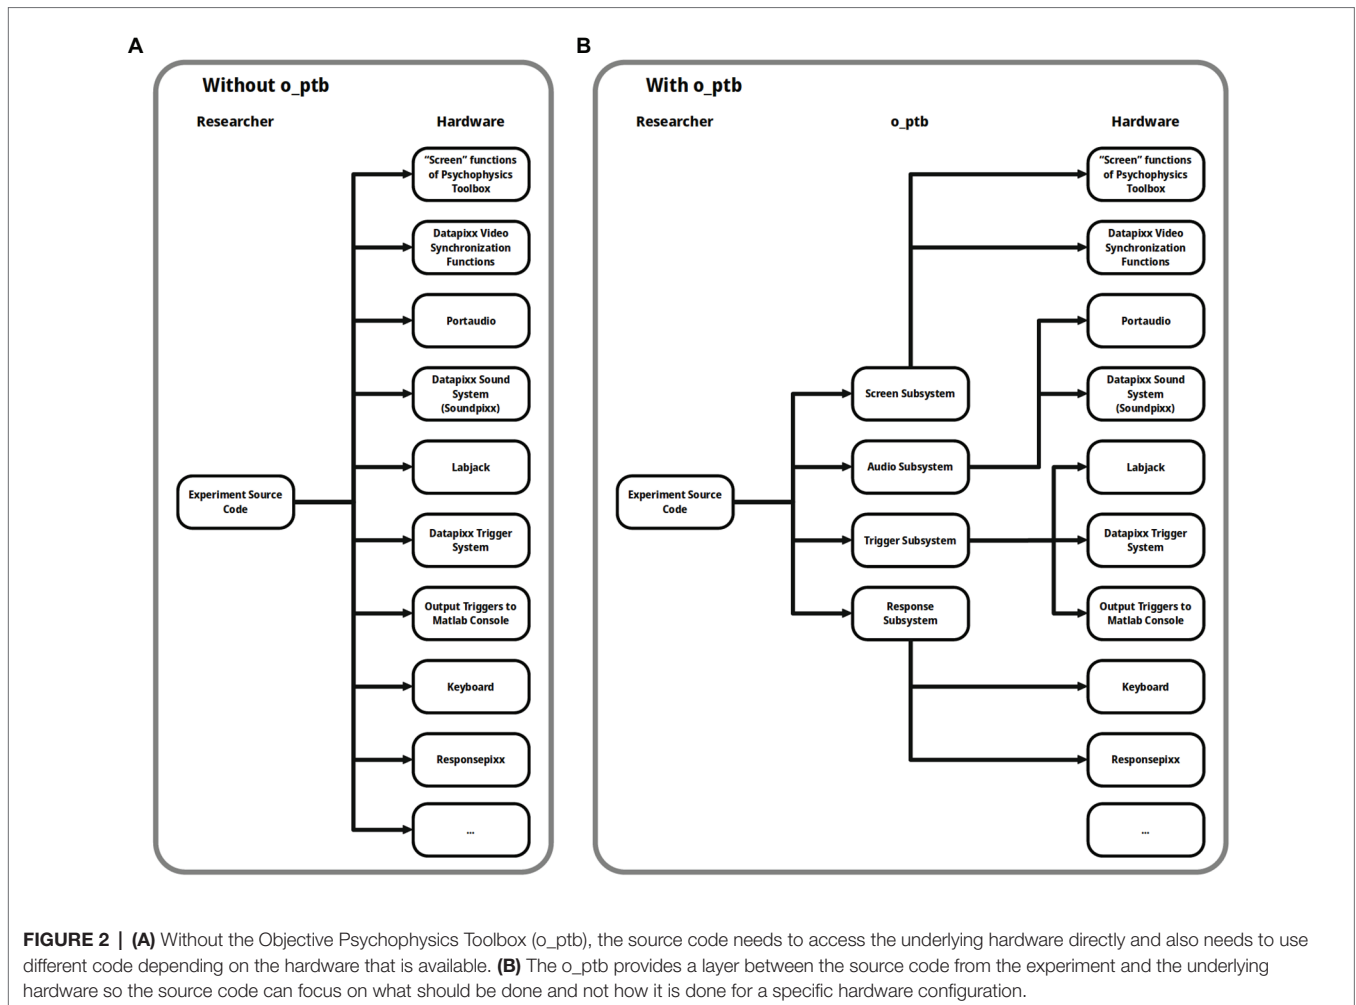 A
Without o_ptb
Researcher
Hardware
“Screen” functions
of Psychophysics
Toolbox
Datapixx Video
Synchronization
Functions
Portaudio
Datapixx Sound
System
(Soundpixx)
Labjack
Experiment Source
Code
Datapixx Trigger
System
Output Triggers to
Matlab Console
Keyboard
Responsepixx
...
B
With o_ptb
Researcher
o_ptb
Hardware
Experiment Source
Code
Screen Subsystem
Audio Subsystem
Trigger Subsystem
Response
Subsystem
“Screen” functions
of Psychophysics
Toolbox
Datapixx Video
Synchronization
Functions
Portaudio
Datapixx Sound
System
(Soundpixx)
Labjack
Datapixx Trigger
System
Output Triggers to
Matlab Console
Keyboard
Responsepixx
...
FIGURE 2 | (A) Without the Objective Psychophysics Toolbox (o_ptb), the source code needs to access the underlying hardware directly and also needs to use
different code depending on the hardware that is available. (B) The o_ptb provides a layer between the source code from the experiment and the underlying
hardware so the source code can focus on what should be done and not how it is done for a specific hardware configuration.